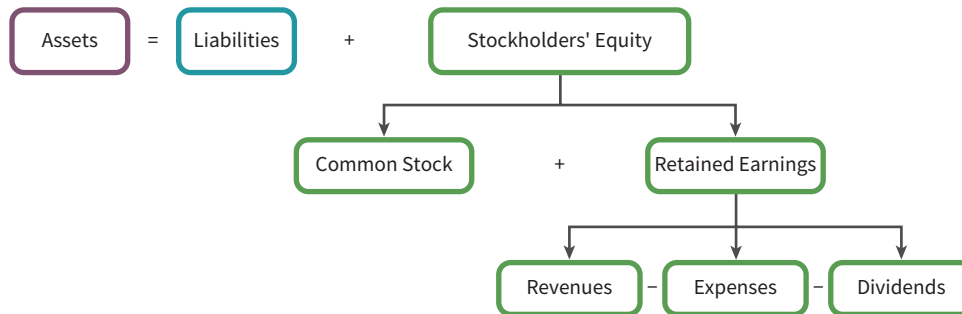 Assets = Liabilities + Stockholders' Equity
Common Stock + Retained Earnings
Revenues – Expenses – Dividends